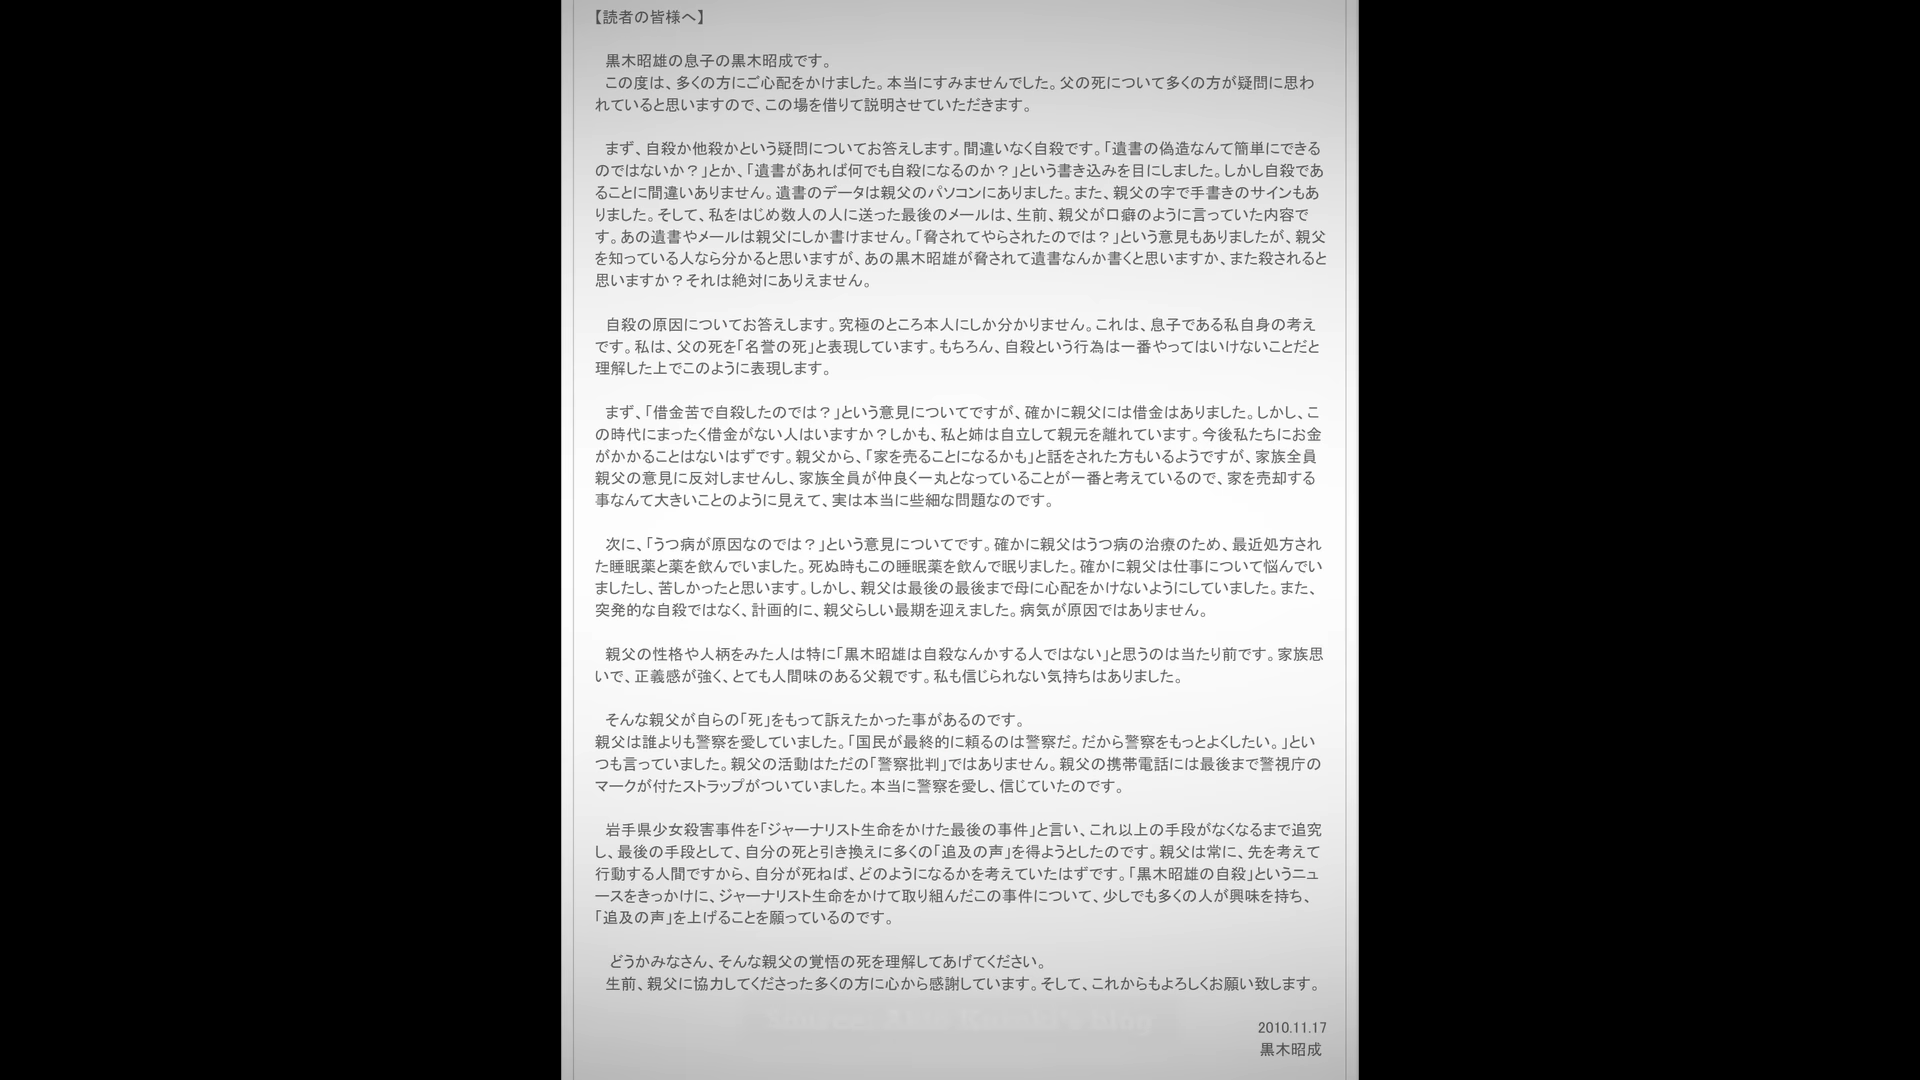 【読者の皆様へ】
黒木昭雄の息子の黒木昭成です。
この度は、多くの方にご心配をかけました。本当にすみませんでした。父の死について多くの方が疑問に思わ
れていると思いますので、この場を借りて説明させていただきます。
まず、自殺か他殺かという疑問についてお答えします。間違いなく自殺です。「遺書の偽造なんて簡単にできる
のではないか？」とか、「遺書があれば何でも自殺になるのか？」という書き込みを目にしました。しかし自殺であ
ることに間違いありません。遺書のデータは親父のパソコンにありました。また、親父の字で手書きのサインもあ
りました。そして、私をはじめ数人の人に送った最後のメールは、生前、親父が口癖のように言っていた内容で
す。あの遺書やメールは親父にしか書けません。「脅されてやらされたのでは？」という意見もありましたが、親父
を知っている人なら分かると思いますが、あの黒木昭雄が脅されて遺書なんか書くと思いますか、また殺されると
思いますか？それは絶対にありえません。
自殺の原因についてお答えします。究極のところ本人にしか分かりません。これは、息子である私自身の考え
です。私は、父の死を「名誉の死」と表現しています。もちろん、自殺という行為は一番やってはいけないことだと
理解した上でこのように表現します。
まず、「借金苦で自殺したのでは？」という意見についてですが、確かに親父には借金はありました。しかし、こ
の時代にまったく借金がない人はいますか？しかも、私と姉は自立して親元を離れています。今後私たちにお金
がかかることはないはずです。親父から、「家を売ることになるかも」と話をされた方もいるようですが、家族全員
親父の意見に反対しませんし、家族全員が仲良く一丸となっていることが一番と考えているので、家を売却する
事なんて大きいことのように見えて、実は本当に些細な問題なのです。
次に、「うつ病が原因なのでは？」という意見についてです。確かに親父はうつ病の治療のため、最近処方され
た睡眠薬と薬を飲んでいました。死ぬ時もこの睡眠薬を飲んで眠りました。確かに親父は仕事について悩んでい
ましたし、苦しかったと思います。しかし、親父は最後の最後まで母に心配をかけないようにしていました。また、
突発的な自殺ではなく、計画的に、親父らしい最期を迎えました。病気が原因ではありません。
親父の性格や人柄をみた人は特に「黒木昭雄は自殺なんかする人ではない」と思うのは当たり前です。家族思
いで、正義感が強く、とても人間味のある父親です。私も信じられない気持ちはありました。
そんな親父が自らの「死」をもって訴えたかった事があるのです。
親父は誰よりも警察を愛していました。「国民が最終的に頼るのは警察だ。だから警察をもっとよくしたい。」とい
つも言っていました。親父の活動はただの「警察批判」ではありません。親父の携帯電話には最後まで警視庁の
マークが付たストラップがついていました。本当に警察を愛し、信じていたのです。
岩手県少女殺害事件を「ジャーナリスト生命をかけた最後の事件」と言い、これ以上の手段がなくなるまで追究
し、最後の手段として、自分の死と引き換えに多くの「追及の声」を得ようとしたのです。親父は常に、先を考えて
行動する人間ですから、自分が死ねば、どのようになるかを考えていたはずです。「黒木昭雄の自殺」というニュ
ースをきっかけに、ジャーナリスト生命をかけて取り組んだこの事件について、少しでも多くの人が興味を持ち、
「追及の声」を上げることを願っているのです。
どうかみなさん、そんな親父の覚悟の死を理解してあげてください。
生前、親父に協力してくださった多くの方に心から感謝しています。そして、これからもよろしくお願い致します。
Source: Akio Kuroki's blog
2010.11.17
黒木昭成